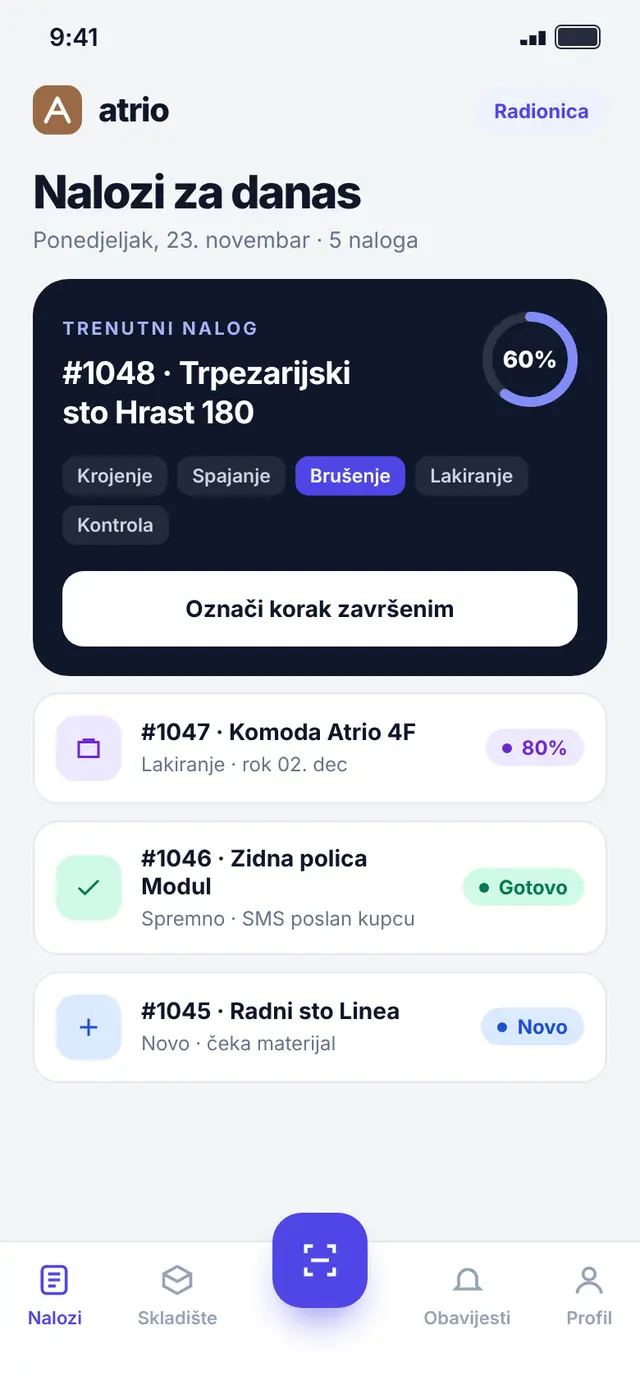 9:41
A atrio
Radionica
Nalozi za danas
Ponedjeljak, 23. novembar · 5 naloga
TRENUTNI NALOG
#1048 · Trpezarijski
sto Hrast 180
60%
Krojenje Spajanje Brušenje Lakiranje
Kontrola
Označi korak završenim
#1047 · Komoda Atrio 4F
Lakiranje · rok 02. dec
80%
#1046 · Zidna polica
Modul
Spremno · SMS poslan kupcu
Gotovo
#1045 · Radni sto Linea
Novo · čeka materijal
Novo
Nalozi Skladište Obavijesti Profil